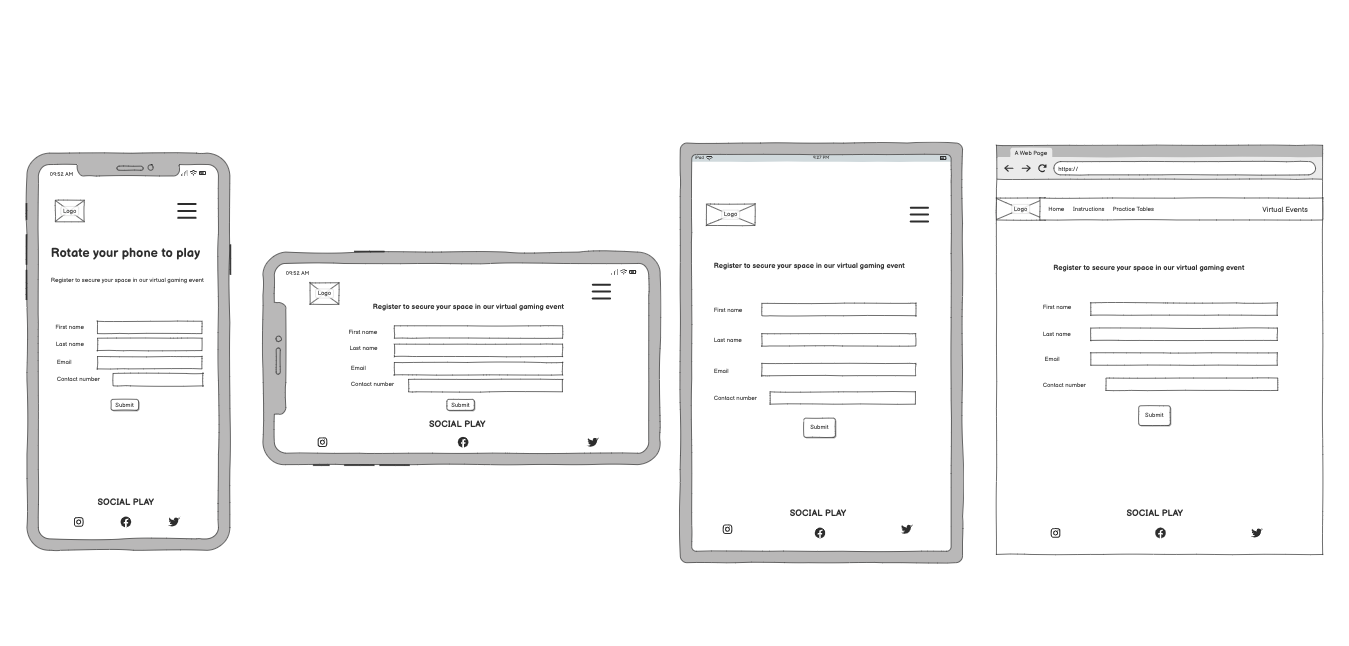 09:52 AM
Logo
Rotate your phone to play
Register to secure your space in our virtual gaming event
First name
Last name
Email
Contact number
Submit
SOCIAL PLAY
09:52 AM
Logo
Register to secure your space in our virtual gaming event
First name
Last name
Email
Contact number
Submit
SOCIAL PLAY
iPad
9:27 PM
Logo
Register to secure your space in our virtual gaming event
First name
Last name
Email
Contact number
Submit
SOCIAL PLAY
A Web Page
https://
Logo Home Instructions Practice Tables Virtual Events
Register to secure your space in our virtual gaming event
First name
Last name
Email
Contact number
Submit
SOCIAL PLAY